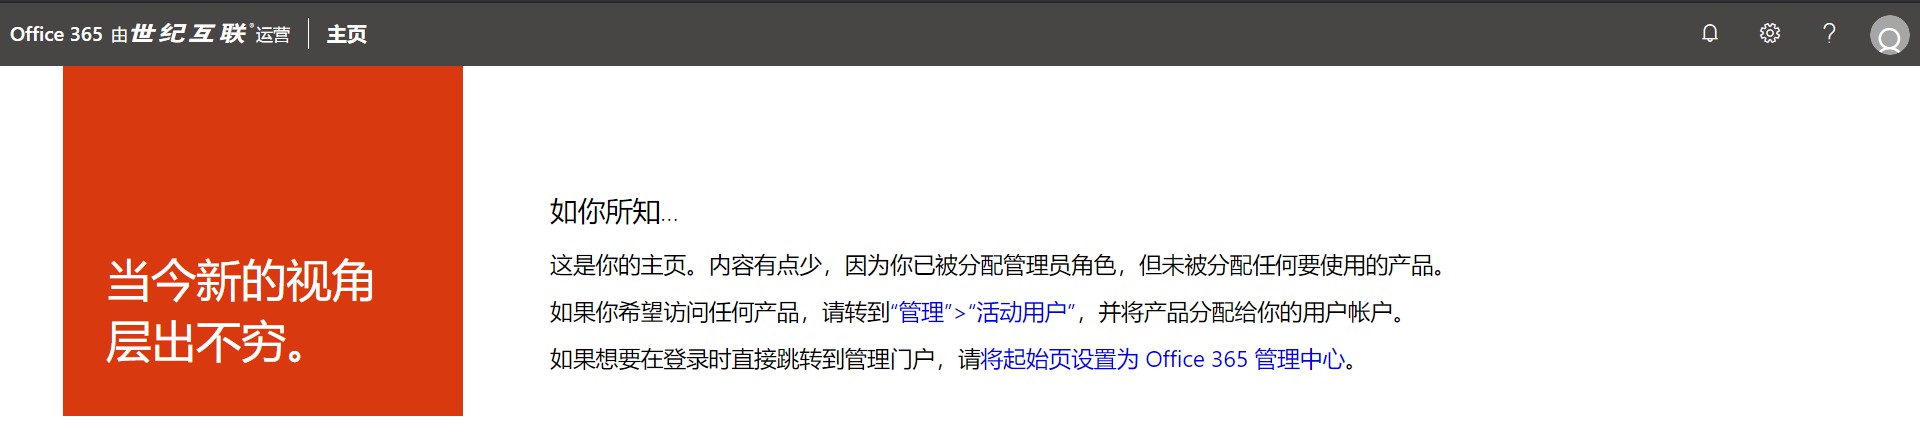 Office 365 由世纪互联®运营 主页
当今新的视角
层出不穷。
如你所知...
这是你的主页。内容有点少，因为你已被分配管理员角色，但未被分配任何要使用的产品。
如果你希望访问任何产品，请转到“管理”>“活动用户”，并将产品分配给你的用户帐户。
如果想要在登录时直接跳转到管理门户，请将起始页设置为 Office 365 管理中心。